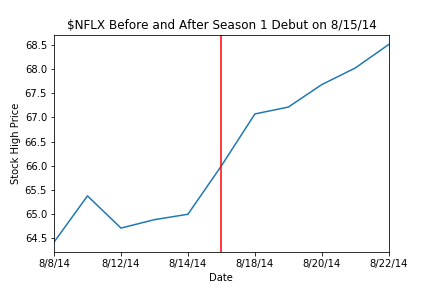 $NFLX Before and After Season 1 Debut on 8/15/14
Stock High Price
68.5
68.0
67.5
67.0
66.5
66.0
65.5
65.0
64.5
8/8/14 8/12/14 8/14/14 8/18/14 8/20/14 8/22/14
Date